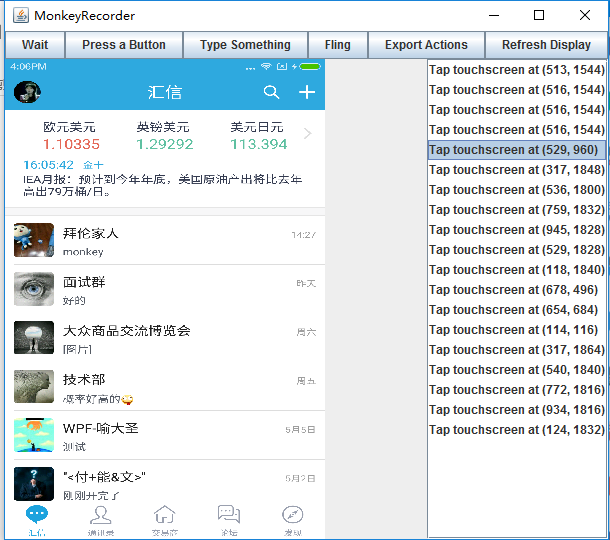 MonkeyRecorder
Wait
Press a Button
Type Something
Fling
Export Actions
Refresh Display
4:06PM
汇信
欧元美元
英镑美元
美元日元
1.10335
1.29292
113.394
16:05:42 金十
IEA月报：预计到今年年底，美国原油产出将比去年
高出79万桶/日。
拜伦家人
14:27
monkey
面试群
昨天
好的
大众商品交流博览会
周六
[图片]
技术部
周五
概率好高的
WPF-喻大圣
5月5日
测试
"<付+能&文>"
5月2日
刚刚开完了
汇信
通讯录
交易商
论坛
发现
Tap touchscreen at (513, 1544)
Tap touchscreen at (516, 1544)
Tap touchscreen at (516, 1544)
Tap touchscreen at (516, 1544)
Tap touchscreen at (529, 960)
Tap touchscreen at (317, 1848)
Tap touchscreen at (536, 1800)
Tap touchscreen at (759, 1832)
Tap touchscreen at (945, 1828)
Tap touchscreen at (529, 1828)
Tap touchscreen at (118, 1840)
Tap touchscreen at (678, 496)
Tap touchscreen at (654, 684)
Tap touchscreen at (114, 116)
Tap touchscreen at (317, 1864)
Tap touchscreen at (540, 1840)
Tap touchscreen at (772, 1816)
Tap touchscreen at (934, 1816)
Tap touchscreen at (124, 1832)